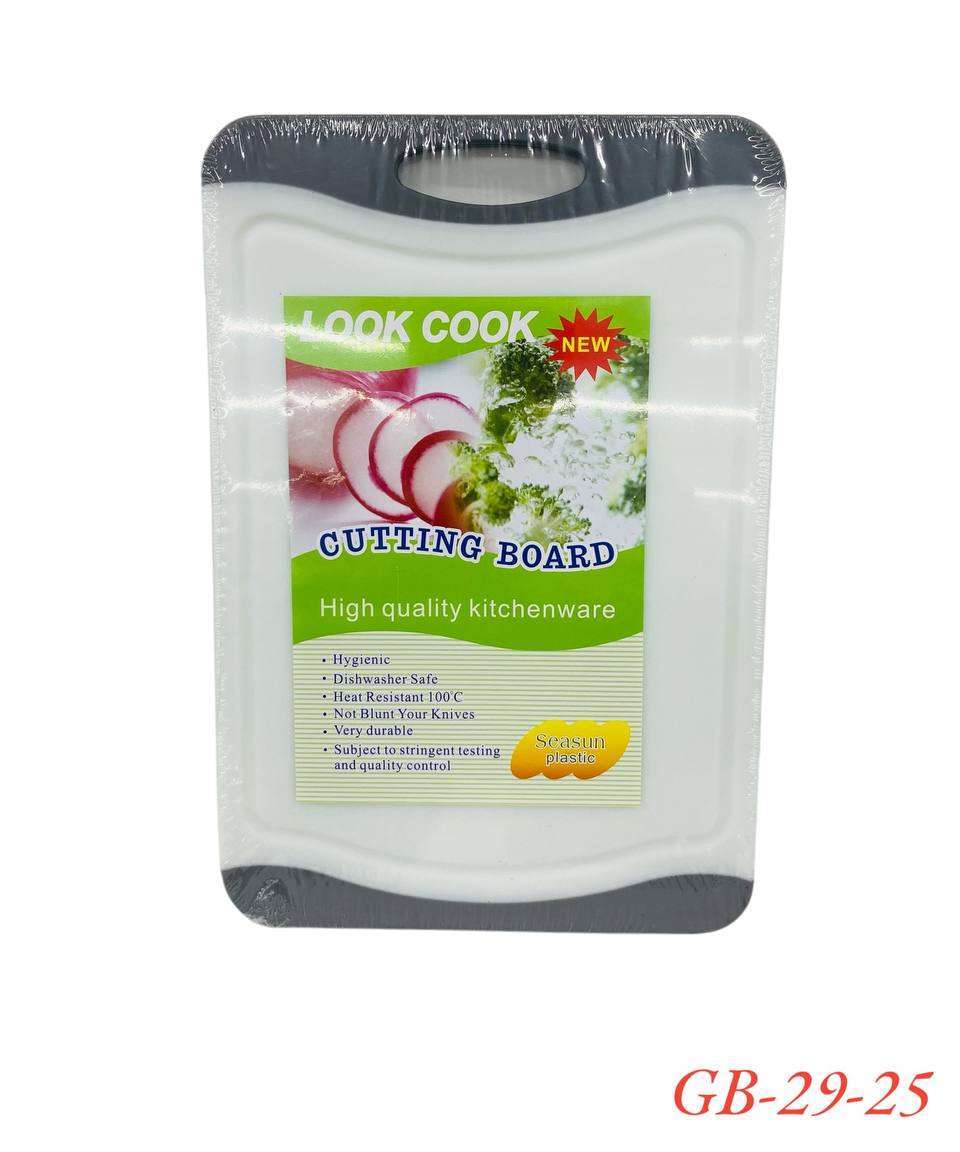 LOOK COOK
NEW
CUTTING BOARD
High quality kitchenware
• Hygienic
• Dishwasher Safe
• Heat Resistant 100°C
• Not Blunt Your Knives
• Very durable
• Subject to stringent testing
and quality control
Seasun
plastic
GB-29-25